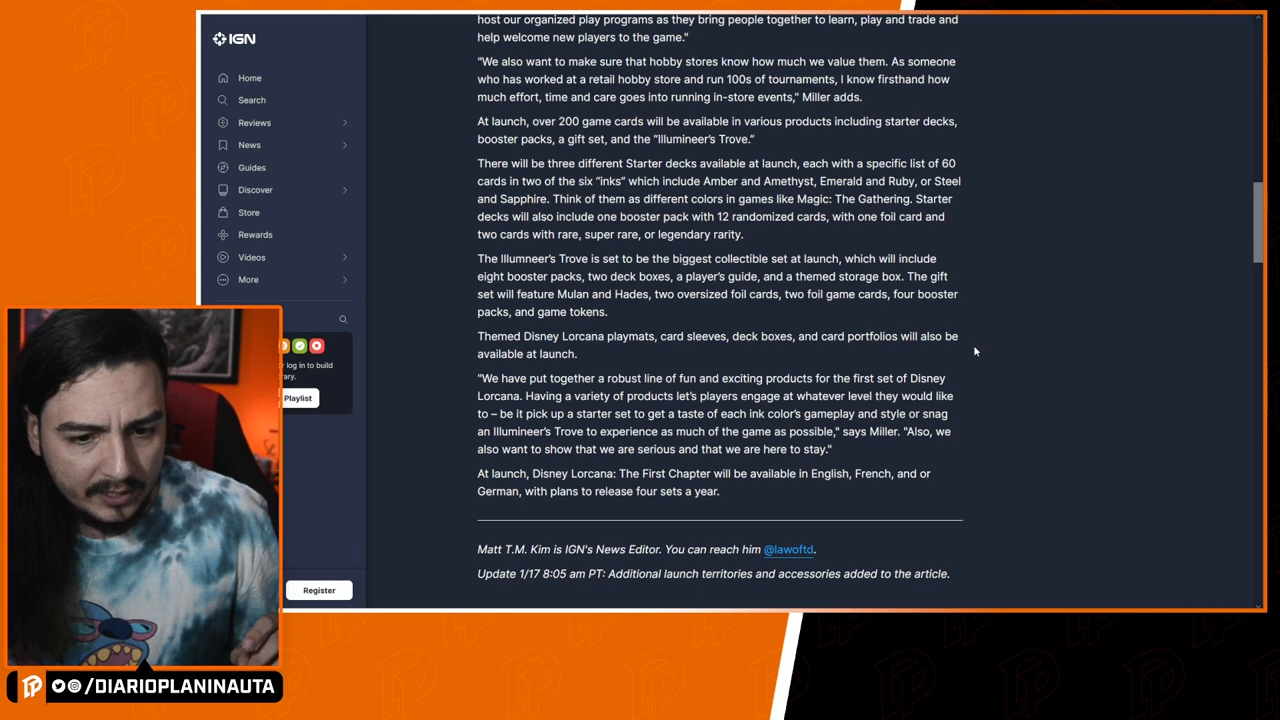 IGN
Home
Search
Reviews
News
Guides
Discover
Store
Rewards
Videos
More
r log in to build
rary.
Playlist
Register
host our organized play programs as they bring people together to learn, play and trade and
help welcome new players to the game."
"We also want to make sure that hobby stores know how much we value them. As someone
who has worked at a retail hobby store and run 100s of tournaments, I know firsthand how
much effort, time and care goes into running in-store events," Miller adds.
At launch, over 200 game cards will be available in various products including starter decks,
booster packs, a gift set, and the “Illumineer’s Trove.”
There will be three different Starter decks available at launch, each with a specific list of 60
cards in two of the six “inks” which include Amber and Amethyst, Emerald and Ruby, or Steel
and Sapphire. Think of them as different colors in games like Magic: The Gathering. Starter
decks will also include one booster pack with 12 randomized cards, with one foil card and
two cards with rare, super rare, or legendary rarity.
The Illumneer’s Trove is set to be the biggest collectible set at launch, which will include
eight booster packs, two deck boxes, a player’s guide, and a themed storage box. The gift
set will feature Mulan and Hades, two oversized foil cards, two foil game cards, four booster
packs, and game tokens.
Themed Disney Lorcana playmats, card sleeves, deck boxes, and card portfolios will also be
available at launch.
"We have put together a robust line of fun and exciting products for the first set of Disney
Lorcana. Having a variety of products let’s players engage at whatever level they would like
to – be it pick up a starter set to get a taste of each ink color’s gameplay and style or snag
an Illumineer’s Trove to experience as much of the game as possible," says Miller. "Also, we
also want to show that we are serious and that we are here to stay."
At launch, Disney Lorcana: The First Chapter will be available in English, French, and or
German, with plans to release four sets a year.
Matt T.M. Kim is IGN's News Editor. You can reach him @lawoftd.
Update 1/17 8:05 am PT: Additional launch territories and accessories added to the article.
/DIARIOPLANINAUTA